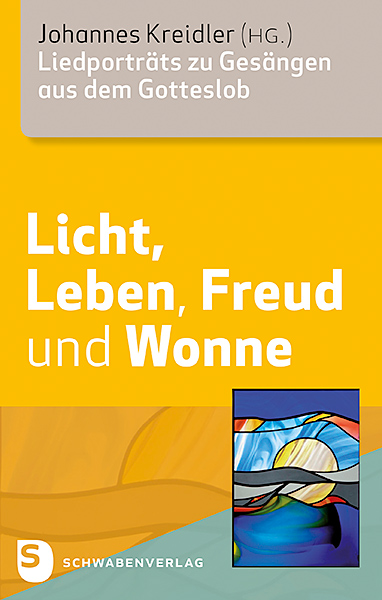 Johannes Kreidler (HG.)
Liedporträts zu Gesängen
aus dem Gotteslob
Licht,
Leben, Freud
und Wonne
S
SCHWABENVERLAG